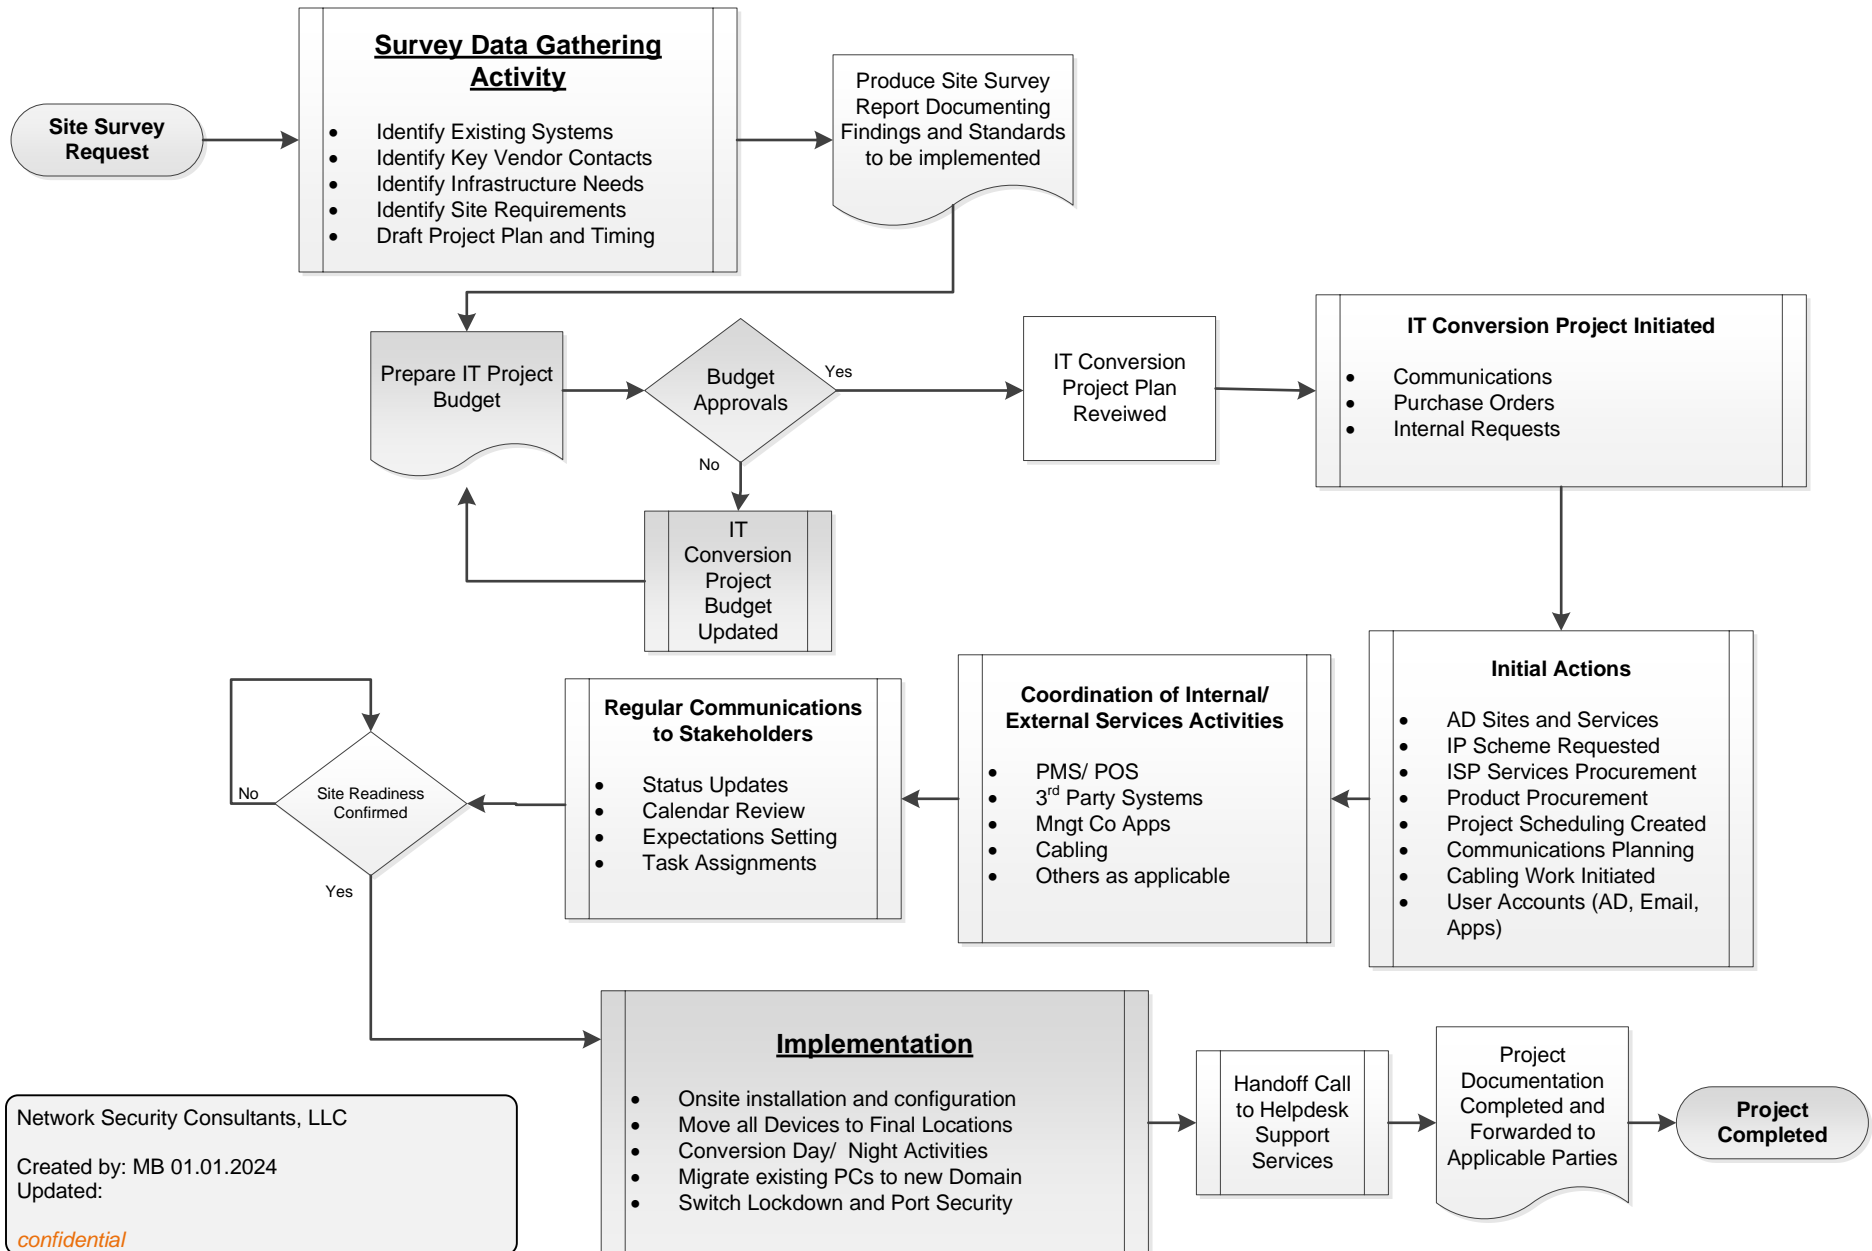 Survey Data Gathering
Activity
• Identify Existing Systems
• Identify Key Vendor Contacts
• Identify Infrastructure Needs
• Identify Site Requirements
• Draft Project Plan and Timing
Site Survey
Request
Produce Site Survey
Report Documenting
Findings and Standards
to be implemented
Prepare IT Project
Budget
Budget
Approvals
Yes
No
IT Conversion
Project Plan
Reveiwed
IT Conversion Project Initiated
• Communications
• Purchase Orders
• Internal Requests
IT
Conversion
Project
Budget
Updated
Initial Actions
• AD Sites and Services
• IP Scheme Requested
• ISP Services Procurement
• Product Procurement
• Project Scheduling Created
• Communications Planning
• Cabling Work Initiated
• User Accounts (AD, Email,
Apps)
Coordination of Internal/
External Services Activities
• PMS/ POS
• 3rd Party Systems
• Mngt Co Apps
• Cabling
• Others as applicable
Regular Communications
to Stakeholders
• Status Updates
• Calendar Review
• Expectations Setting
• Task Assignments
Site Readiness
Confirmed
No
Yes
Implementation
• Onsite installation and configuration
• Move all Devices to Final Locations
• Conversion Day/ Night Activities
• Migrate existing PCs to new Domain
• Switch Lockdown and Port Security
Handoff Call
to Helpdesk
Support
Services
Project
Documentation
Completed and
Forwarded to
Applicable Parties
Project
Completed
Network Security Consultants, LLC
Created by: MB 01.01.2024
Updated:
confidential